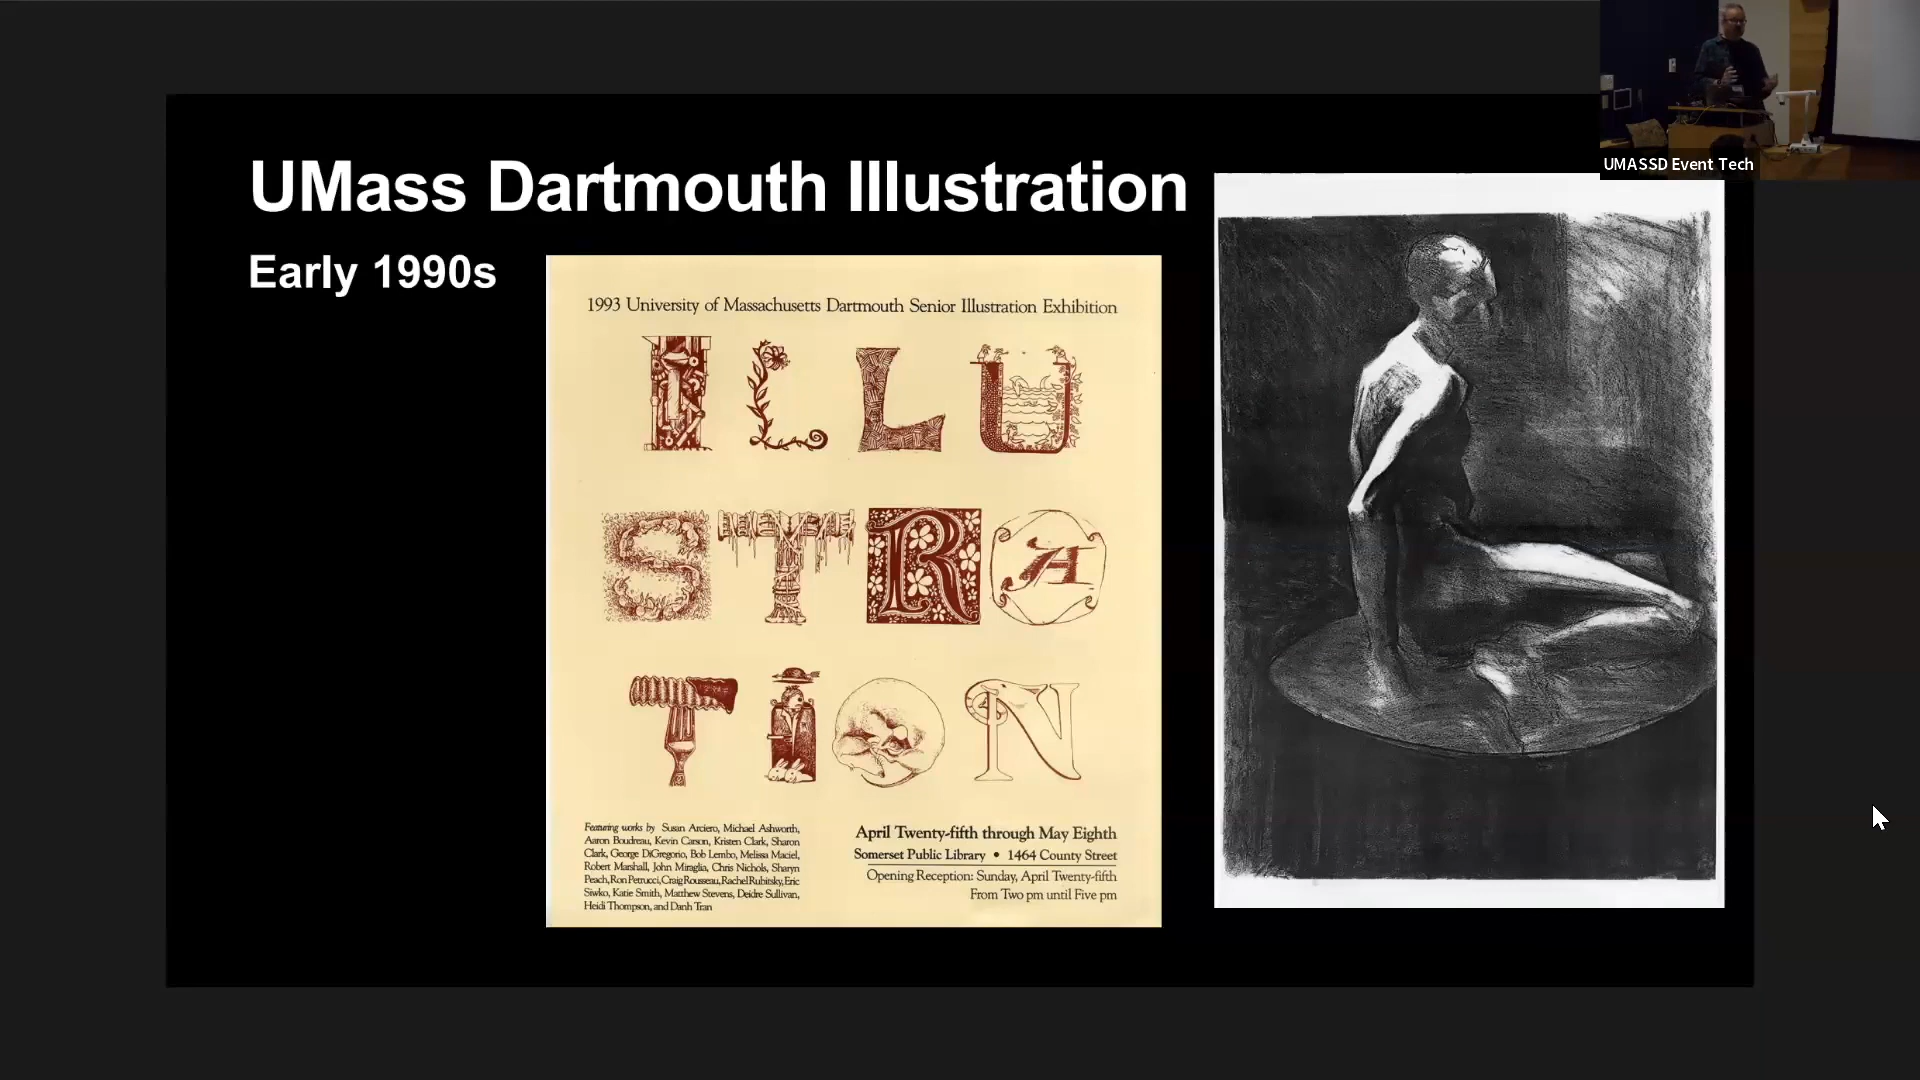 UMASSD Event Tech
UMass Dartmouth Illustration
Early 1990s
1993 University of Massachusetts Dartmouth Senior Illustration Exhibition
ILLU
STRA
TION
Featuring works by Susan Arciero, Michael Ashworth,
Aaron Boudreau, Kevin Carson, Kristen Clark, Sharon
Clark, George DiGregorio, Bob Lembo, Melissa Maciel,
Robert Marshall, John Miraglia, Chris Nichols, Sharyn
Peach, Ron Petrucci, Craig Rousseau, Rachel Rubitsky, Eric
Siwko, Katie Smith, Matthew Stevens, Deidre Sullivan,
Heidi Thompson, and Danh Tran
April Twenty-fifth through May Eighth
Somerset Public Library • 1464 County Street
Opening Reception: Sunday, April Twenty-fifth
From Two pm until Five pm